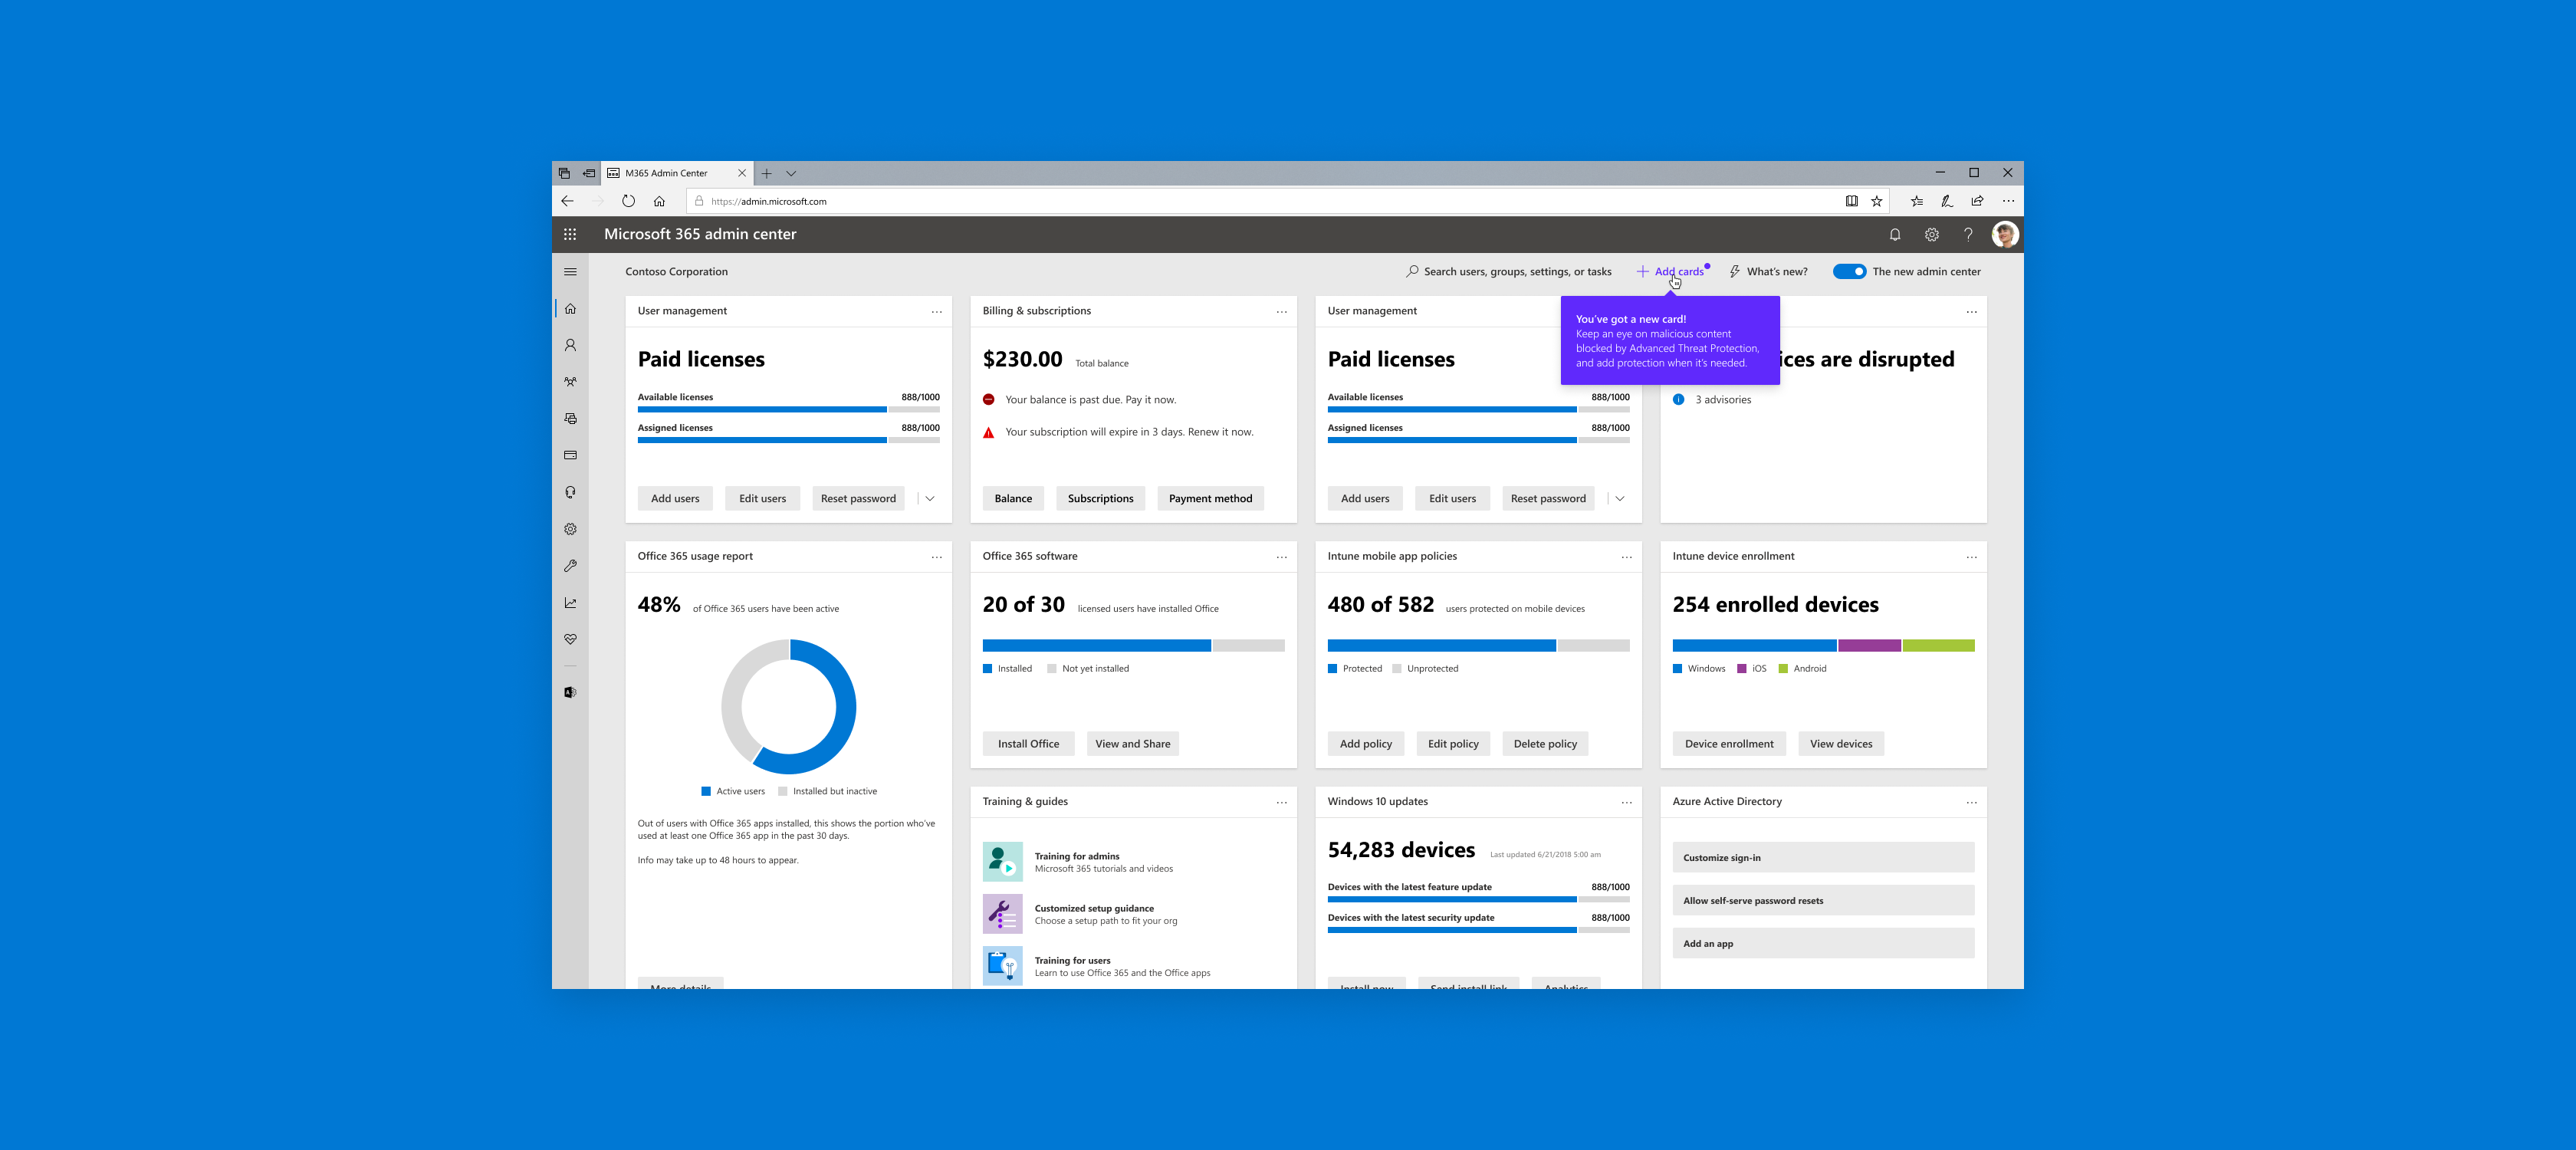 M365 Admin Center
https://admin.microsoft.com
Microsoft 365 admin center
Contoso Corporation
Search users, groups, settings, or tasks
Add cards
What's new?
The new admin center
You've got a new card!
Keep an eye on malicious content
blocked by Advanced Threat Protection,
and add protection when it's needed.
User management
Paid licenses
Available licenses 888/1000
Assigned licenses 888/1000
Add users Edit users Reset password
Billing & subscriptions
$230.00 Total balance
Your balance is past due. Pay it now.
Your subscription will expire in 3 days. Renew it now.
Balance Subscriptions Payment method
User management
Paid licenses
Available licenses 888/1000
Assigned licenses 888/1000
Add users Edit users Reset password
are disrupted
3 advisories
Office 365 usage report
48% of Office 365 users have been active
Active users Installed but inactive
Out of users with Office 365 apps installed, this shows the portion who've
used at least one Office 365 app in the past 30 days.
Info may take up to 48 hours to appear.
More details
Office 365 software
20 of 30 licensed users have installed Office
Installed Not yet installed
Install Office View and Share
Intune mobile app policies
480 of 582 users protected on mobile devices
Protected Unprotected
Add policy Edit policy Delete policy
Intune device enrollment
254 enrolled devices
Windows iOS Android
Device enrollment View devices
Training & guides
Training for admins
Microsoft 365 tutorials and videos
Customized setup guidance
Choose a setup path to fit your org
Training for users
Learn to use Office 365 and the Office apps
Windows 10 updates
54,283 devices Last updated 6/21/2018 5:00 am
Devices with the latest feature update 888/1000
Devices with the latest security update 888/1000
Install now Send install link Analytics
Azure Active Directory
Customize sign-in
Allow self-serve password resets
Add an app